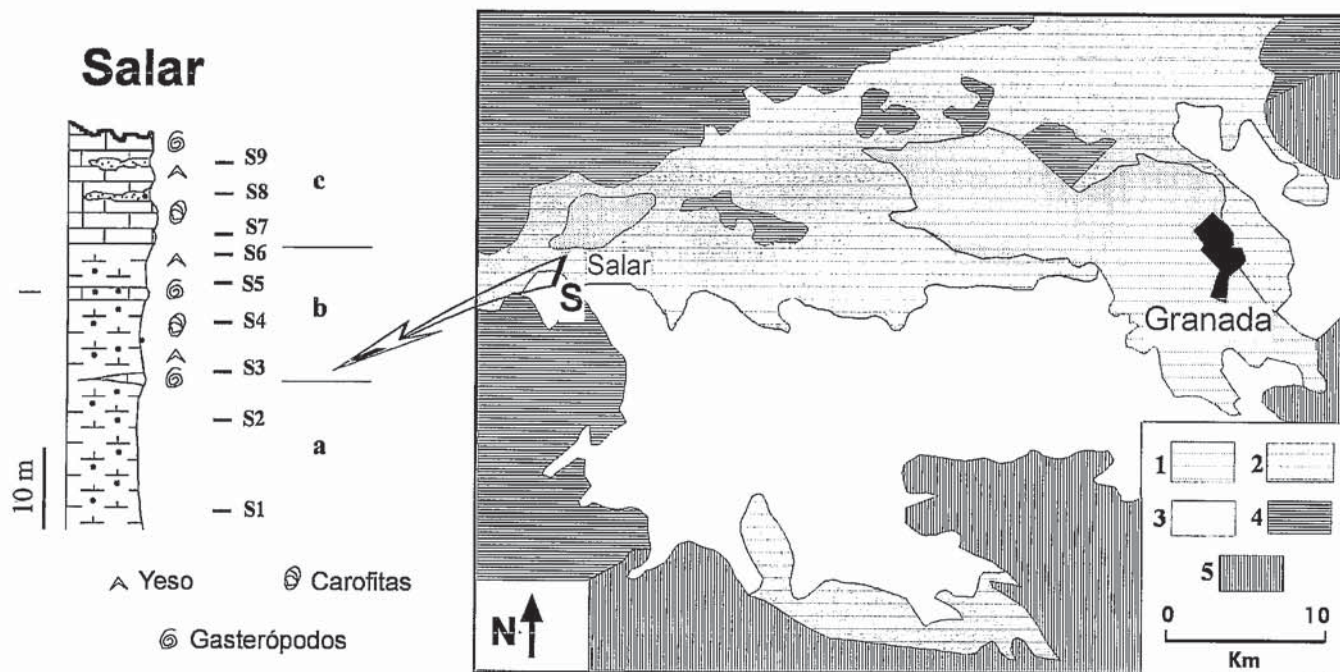 Salar
S9
S8
c
S7
S6
S5
b
S4
S3
S2
a
S1
10 m
Yeso
Carofitas
Gasterópodos
Salar
S
Granada
1
2
3
4
5
N
0
10
Km